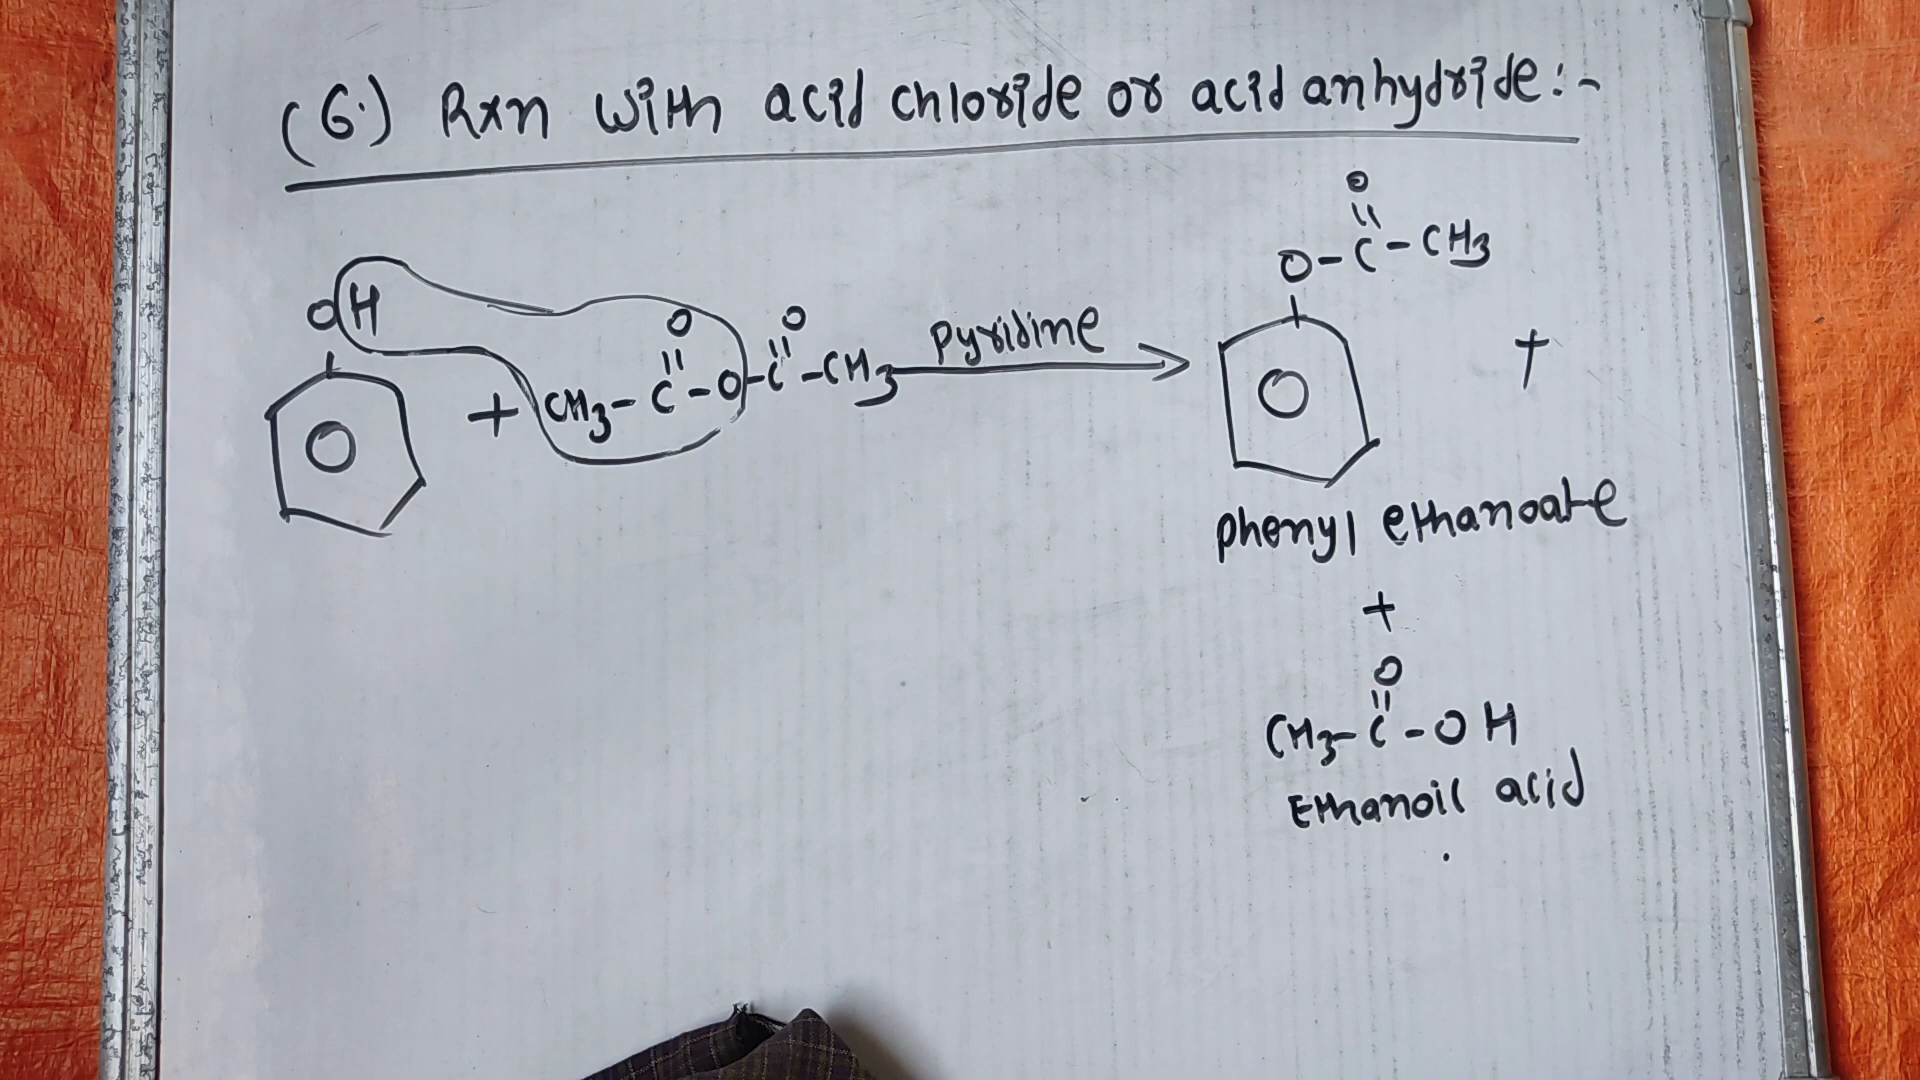 (6.) Rxn with acid chloride or acid anhydride:-
O
O-C-CH3
OH
O O
CH3-C-O-C-CH3
+
Pyridine
+
phenyl ethanoate
+
O
CH3-C-OH
Ethanoic acid